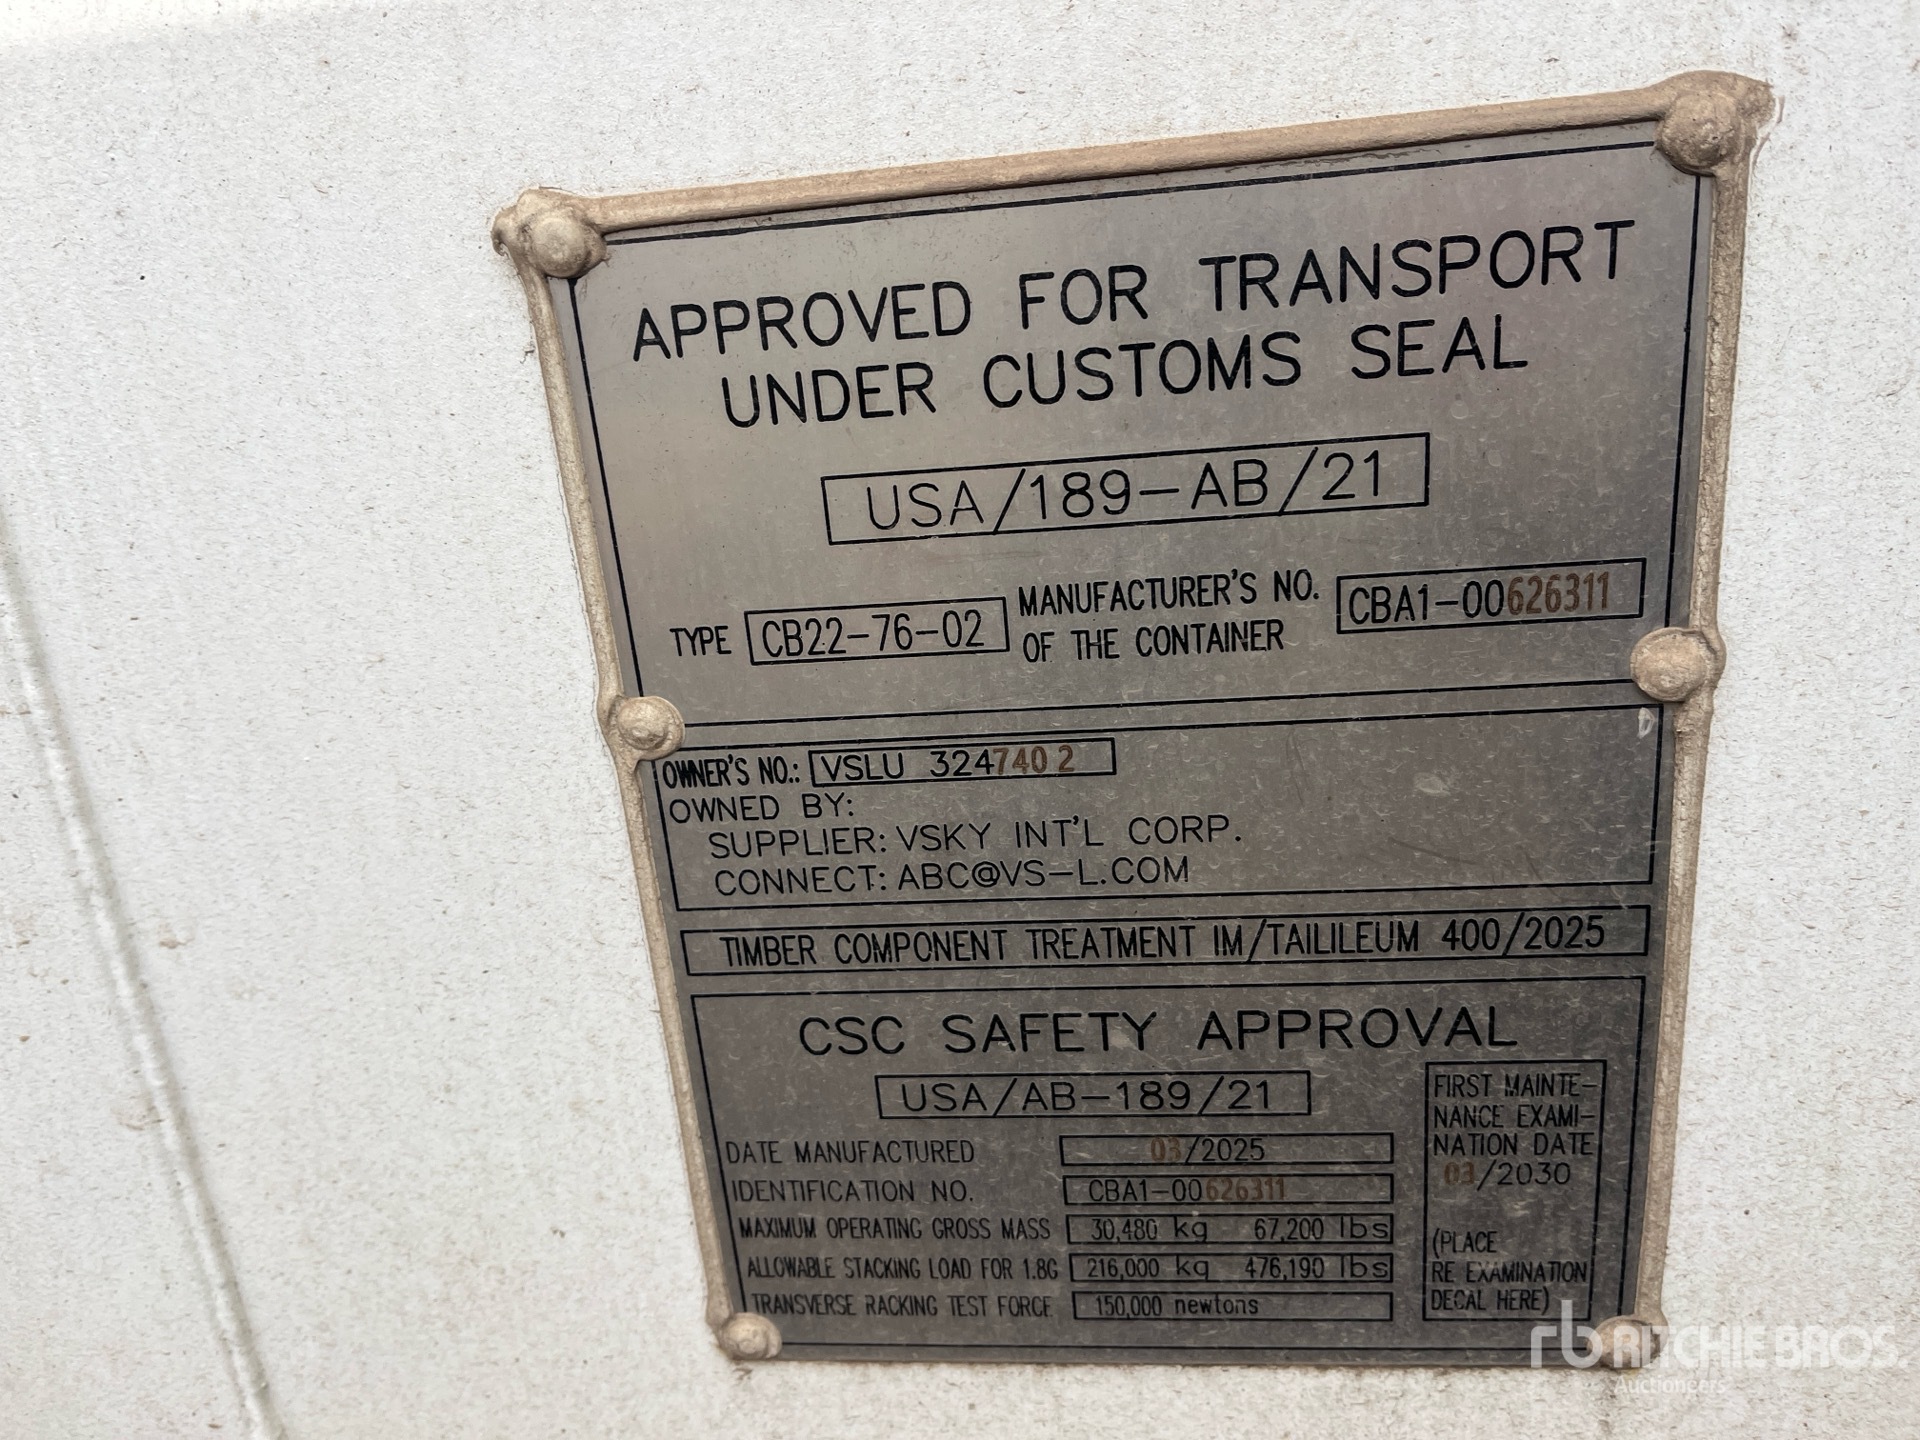 APPROVED FOR TRANSPORT
UNDER CUSTOMS SEAL
USA/189-AB/21
TYPE CB22-76-02 MANUFACTURER'S NO. OF THE CONTAINER CBA1-00626311
OWNER'S NO.: VSLU 324740 2
OWNED BY:
SUPPLIER: VSKY INT'L CORP.
CONNECT: ABC@VS-L.COM
TIMBER COMPONENT TREATMENT IM/TAILILEUM 400/2025
CSC SAFETY APPROVAL
USA/AB-189/21
DATE MANUFACTURED 03/2025
IDENTIFICATION NO. CBA1-00626311
MAXIMUM OPERATING GROSS MASS 30,480 kg 67,200 lbs
ALLOWABLE STACKING LOAD FOR 1.8G 216,000 kg 476,190 lbs
TRANSVERSE RACKING TEST FORCE 150,000 newtons
FIRST MAINTE-
NANCE EXAMI-
NATION DATE
03/2030
(PLACE
RE EXAMINATION
DECAL HERE)
rb RITCHIE BROS.
Auctioneers